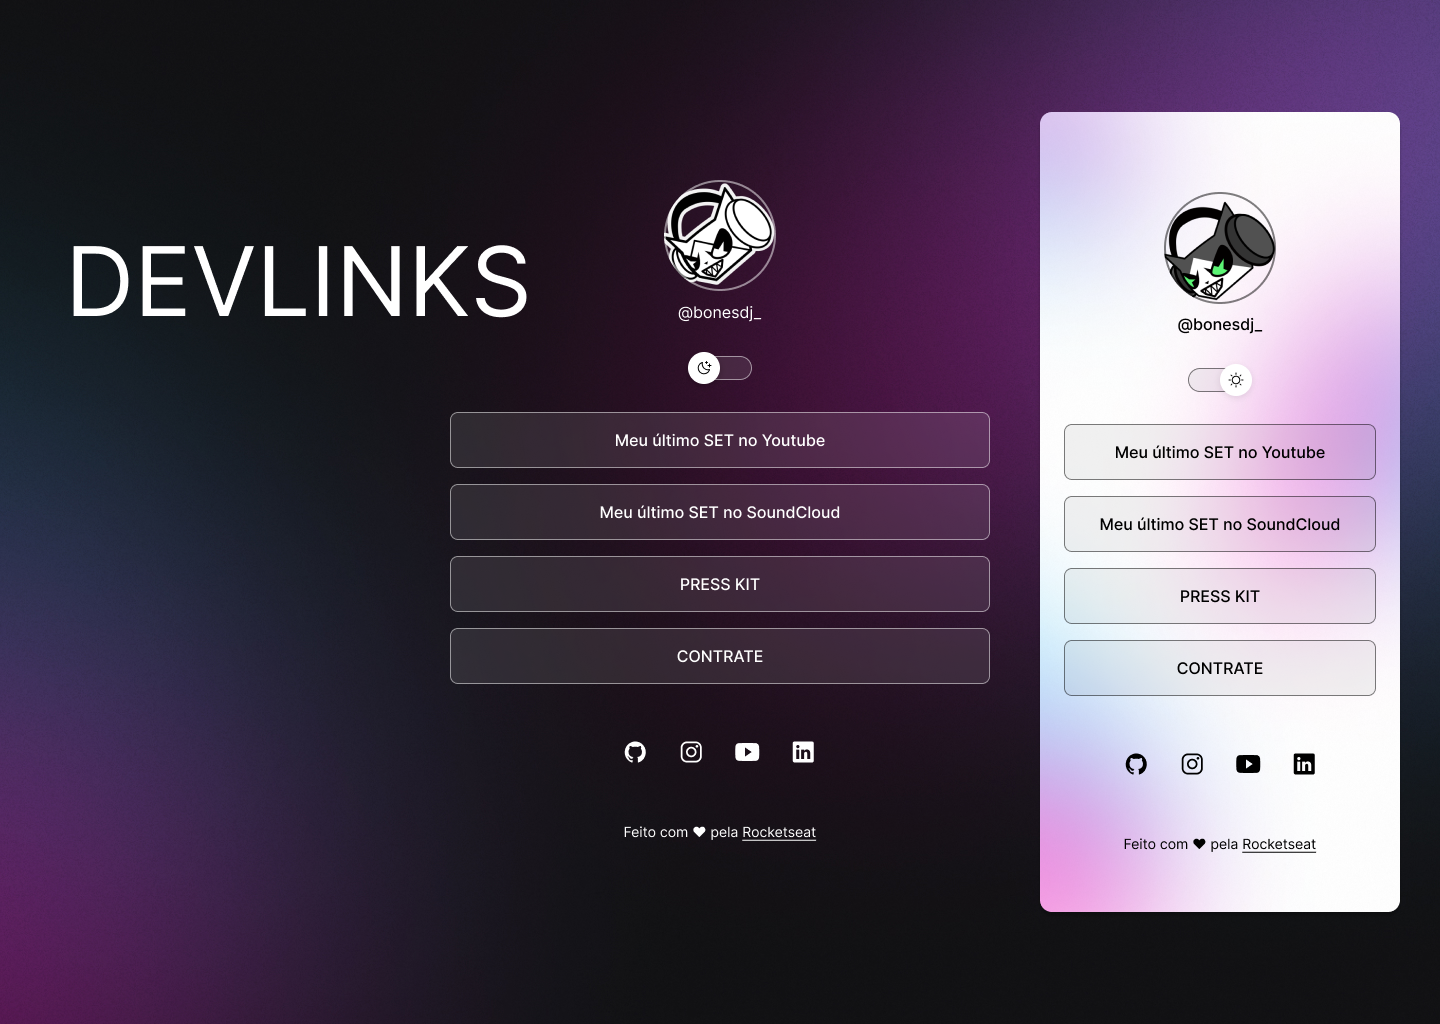 DEVLINKS
@bonesdj_
Meu último SET no Youtube
Meu último SET no SoundCloud
PRESS KIT
CONTRATE
Feito com ♥ pela Rocketseat
@bonesdj_
Meu último SET no Youtube
Meu último SET no SoundCloud
PRESS KIT
CONTRATE
Feito com ♥ pela Rocketseat